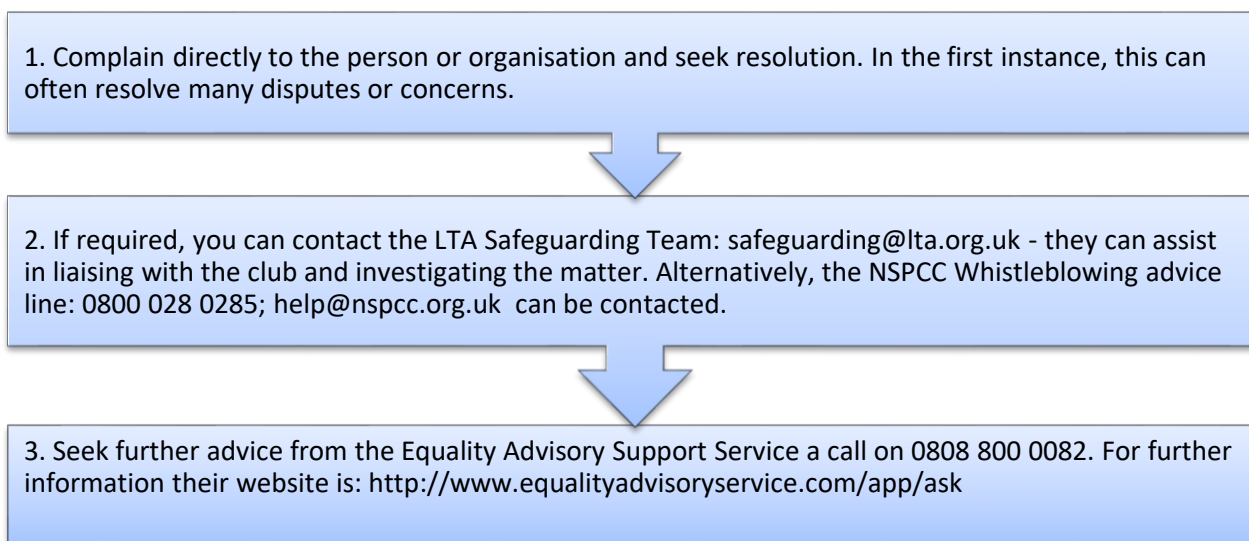 1. Complain directly to the person or organisation and seek resolution. In the first instance, this can
often resolve many disputes or concerns.
2. If required, you can contact the LTA Safeguarding Team: safeguarding@lta.org.uk - they can assist
in liaising with the club and investigating the matter. Alternatively, the NSPCC Whistleblowing advice
line: 0800 028 0285; help@nspcc.org.uk  can be contacted.
3. Seek further advice from the Equality Advisory Support Service a call on 0808 800 0082. For further
information their website is: http://www.equalityadvisoryservice.com/app/ask